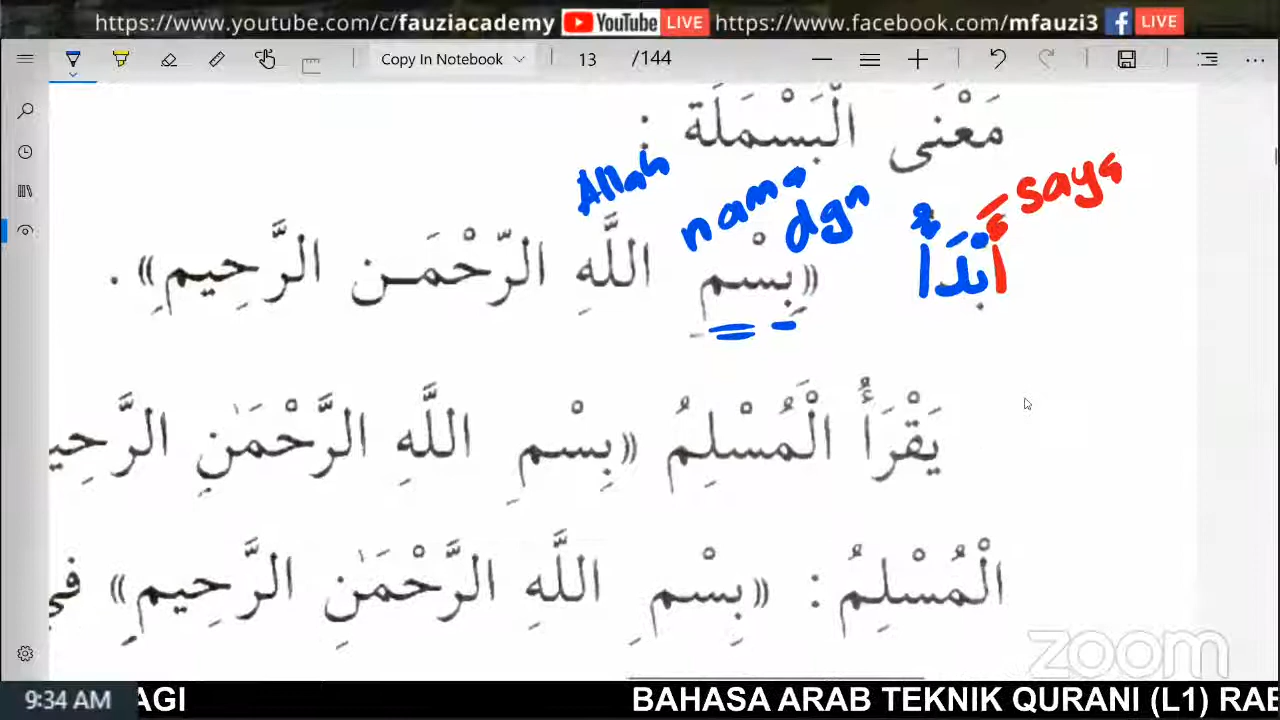 https://www.youtube.com/c/fauziacademy YouTube LIVE https://www.facebook.com/mfauzi3 f LIVE
Copy In Notebook 13 /144
مَعْنَى الْبَسْمَلَة :
Allah nama dgn saya
أَبْدَأُ
«بِسْمِ اللَّهِ الرَّحْمَـنِ الرَّحِيمِ» .
يَقْرَأُ الْمُسْلِمُ «بِسْمِ اللَّهِ الرَّحْمَٰنِ الرَّحِي
الْمُسْلِمُ : «بِسْمِ اللَّهِ الرَّحْمَٰنِ الرَّحِيمِ» في
zoom
9:34 AM AGI BAHASA ARAB TEKNIK QURANI (L1) RAB